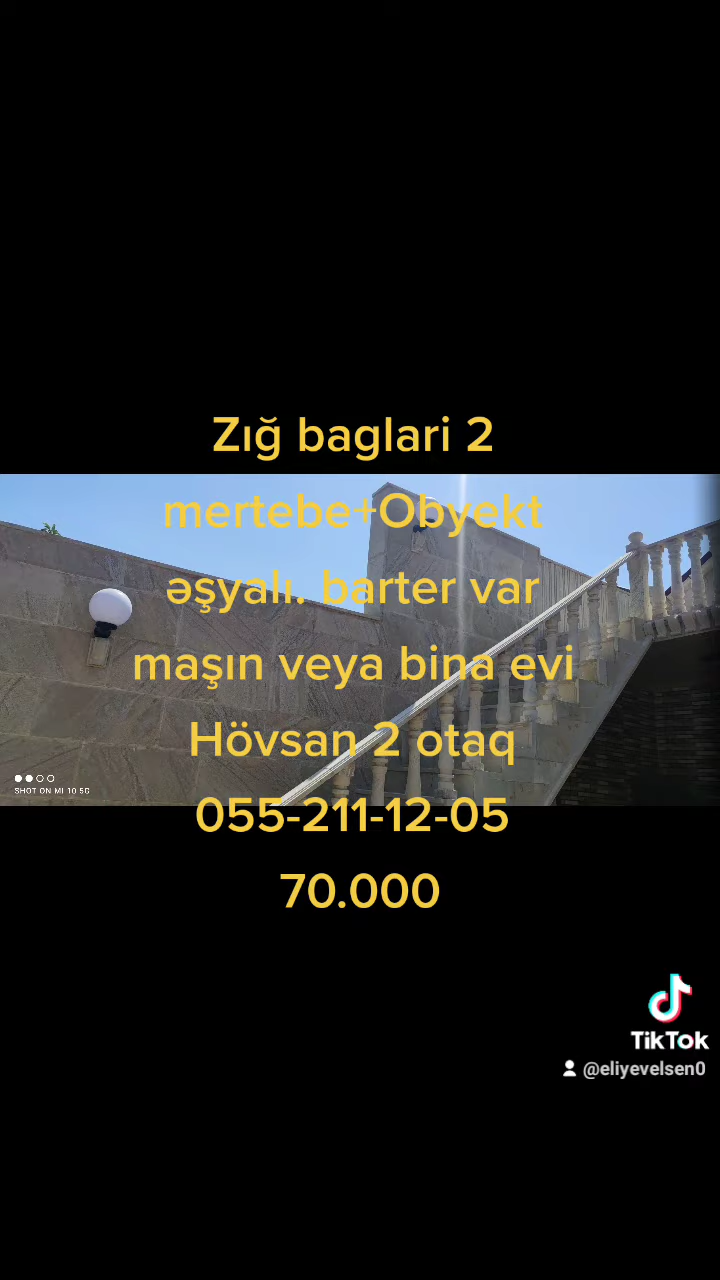 Zığ baglari 2
mertebe+Obyekt
əşyalı. barter var
maşın veya bina evi
Hövsan 2 otaq
055-211-12-05
70.000
SHOT ON MI 10 5G
TikTok
@eliyevelsen0